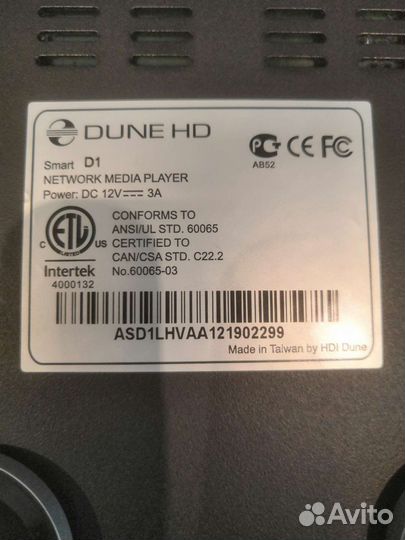 DUNE HD
Smart D1
NETWORK MEDIA PLAYER
Power: DC 12V⎓3A
AB52
C ETL US
Intertek
4000132
CONFORMS TO
ANSI/UL STD. 60065
CERTIFIED TO
CAN/CSA STD. C22.2
No.60065-03
ASD1LHVAA121902299
Made in Taiwan by HDI Dune
CE FC
Avito